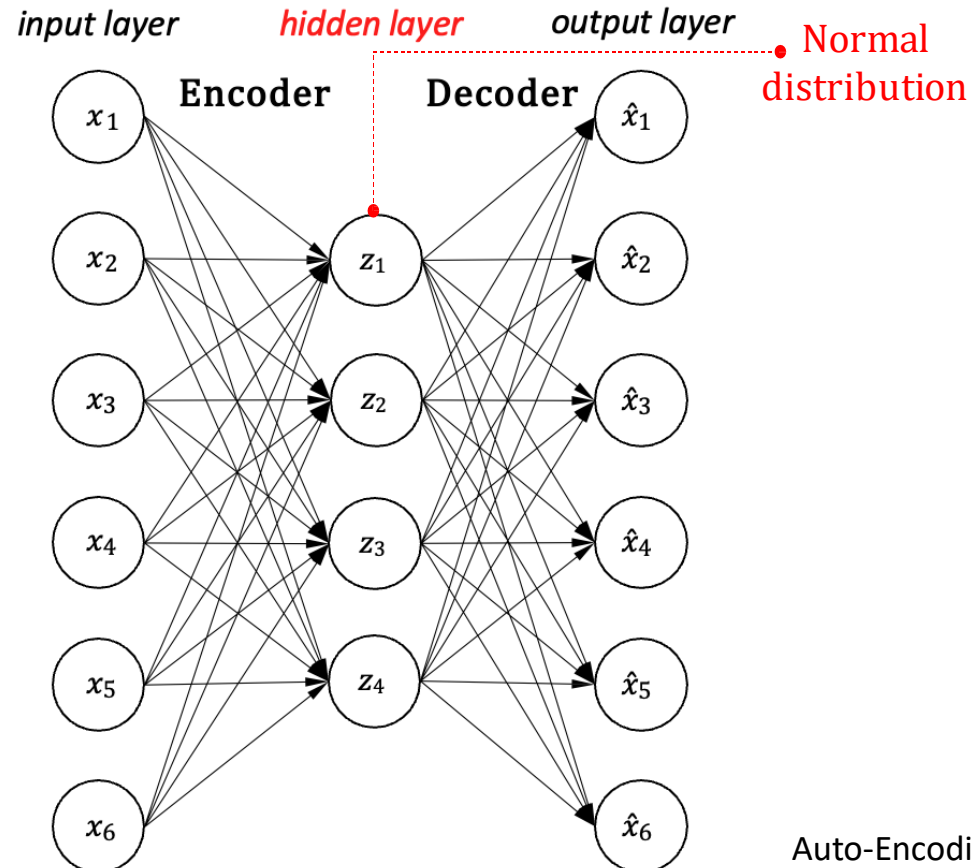 input layer hidden layer output layer
Normal
distribution
Encoder Decoder
x₁ x̂₁
x₂ z₁ x̂₂
x₃ z₂ x̂₃
x₄ z₃ x̂₄
x₅ z₄ x̂₅
x₆ x̂₆
Auto-Encodi